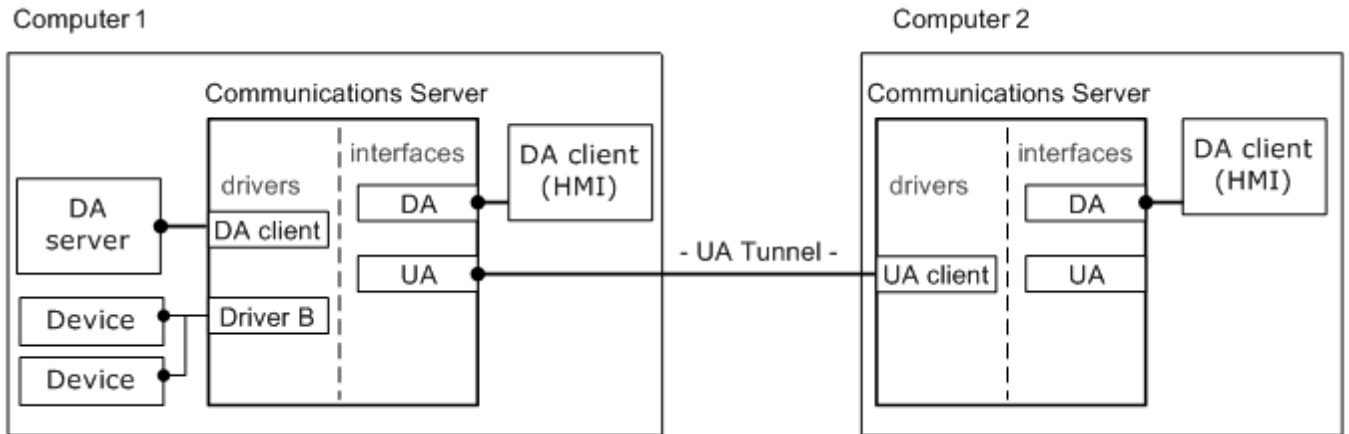 Computer 1
Computer 2
Communications Server
interfaces
drivers
DA client
(HMI)
DA
server
DA
DA client
UA
Device
Driver B
Device
- UA Tunnel -
Communications Server
interfaces
drivers
DA client
(HMI)
DA
UA client
UA